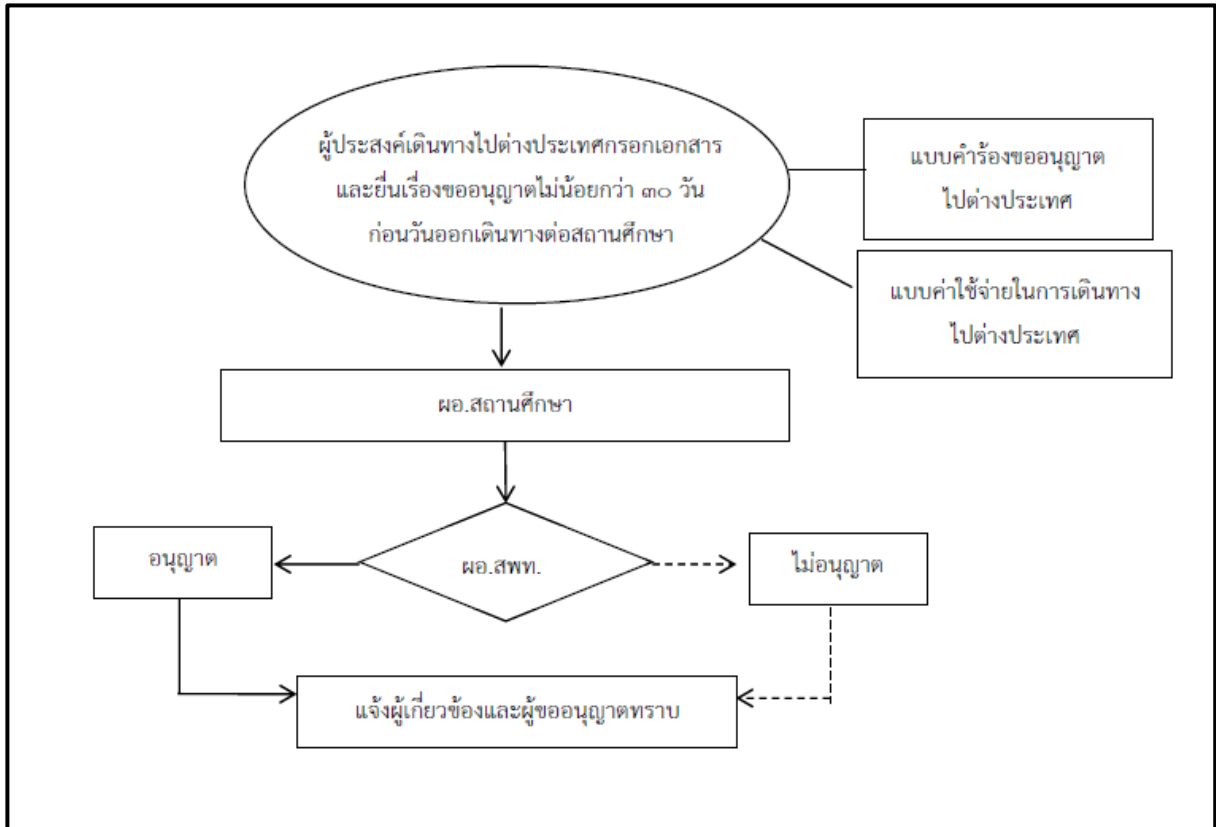 ผู้ประสงค์เดินทางไปต่างประเทศกรอกเอกสาร
และยื่นเรื่องขออนุญาตไม่น้อยกว่า ๓๐ วัน
ก่อนวันออกเดินทางต่อสถานศึกษา
แบบคำร้องขออนุญาต
ไปต่างประเทศ
แบบค่าใช้จ่ายในการเดินทาง
ไปต่างประเทศ
ผอ.สถานศึกษา
อนุญาต
ผอ.สพท.
ไม่อนุญาต
แจ้งผู้เกี่ยวข้องและผู้ขออนุญาตทราบ